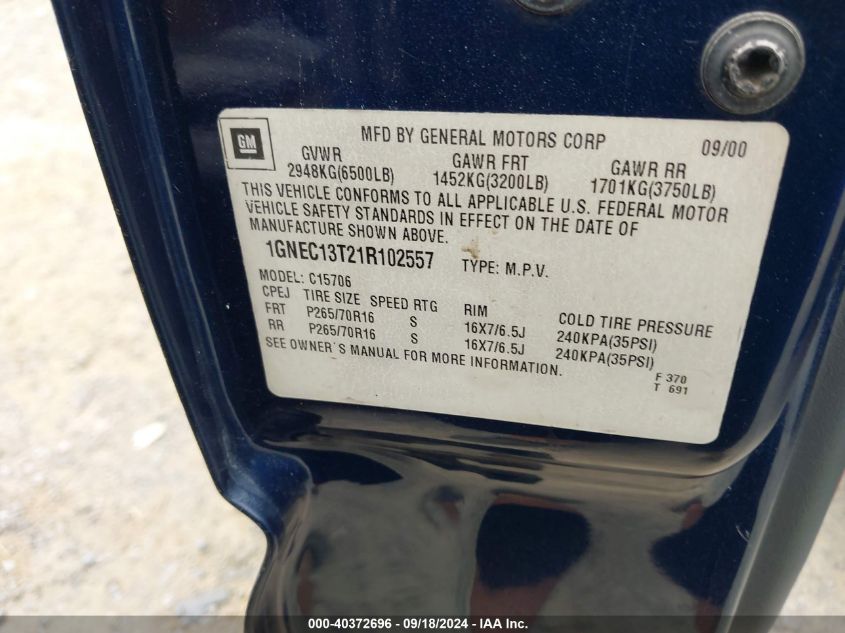 MFD BY GENERAL MOTORS CORP 09/00
GM
GVWR GAWR FRT GAWR RR
2948KG(6500LB) 1452KG(3200LB) 1701KG(3750LB)
THIS VEHICLE CONFORMS TO ALL APPLICABLE U.S. FEDERAL MOTOR
VEHICLE SAFETY STANDARDS IN EFFECT ON THE DATE OF
MANUFACTURE SHOWN ABOVE.
1GNEC13T21R102557 TYPE: M.P.V.
MODEL: C15706
CPEJ TIRE SIZE SPEED RTG RIM COLD TIRE PRESSURE
FRT P265/70R16 S 16X7/6.5J 240KPA(35PSI)
RR P265/70R16 S 16X7/6.5J 240KPA(35PSI)
SEE OWNER'S MANUAL FOR MORE INFORMATION.
F 370
T 691
000-40372696 - 09/18/2024 - IAAI.COM